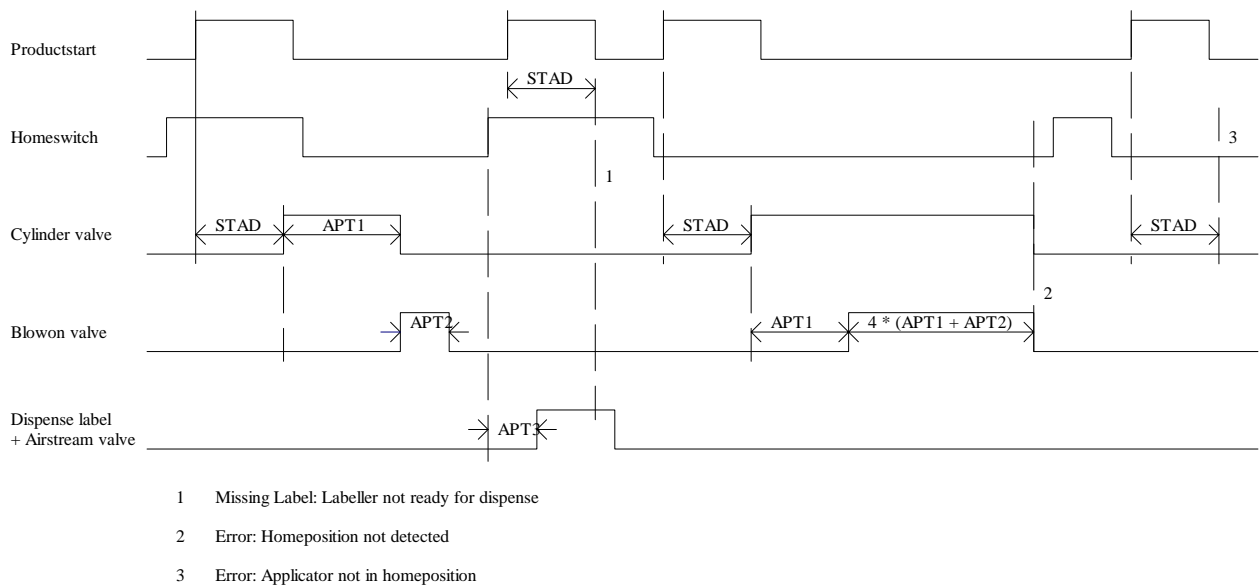 Productstart
STAD
Homeswitch
3
1
STAD
APT1
STAD
STAD
Cylinder valve
2
APT2
APT1
4 * (APT1 + APT2)
Blowon valve
Dispense label
+ Airstream valve
APT3
1 Missing Label: Labeller not ready for dispense
2 Error: Homeposition not detected
3 Error: Applicator not in homeposition